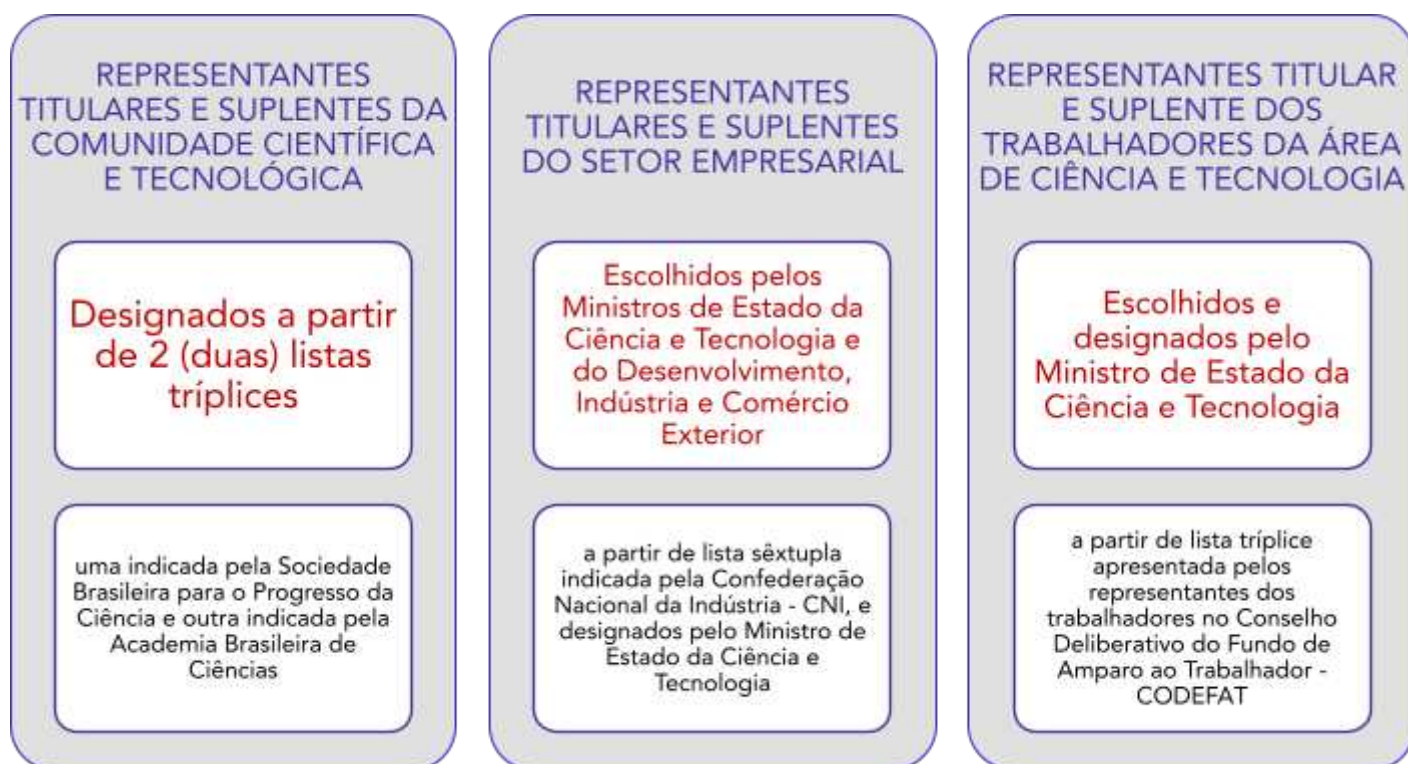 REPRESENTANTES
TITULARES E SUPLENTES DA
COMUNIDADE CIENTÍFICA
E TECNOLÓGICA
Designados a partir
de 2 (duas) listas
tríplices
uma indicada pela Sociedade
Brasileira para o Progresso da
Ciência e outra indicada pela
Academia Brasileira de
Ciências
REPRESENTANTES
TITULARES E SUPLENTES
DO SETOR EMPRESARIAL
Escolhidos pelos
Ministros de Estado da
Ciência e Tecnologia e
do Desenvolvimento,
Indústria e Comércio
Exterior
a partir de lista sêxtupla
indicada pela Confederação
Nacional da Indústria - CNI, e
designados pelo Ministro de
Estado da Ciência e
Tecnologia
REPRESENTANTES TITULAR
E SUPLENTE DOS
TRABALHADORES DA ÁREA
DE CIÊNCIA E TECNOLOGIA
Escolhidos e
designados pelo
Ministro de Estado da
Ciência e Tecnologia
a partir de lista tríplice
apresentada pelos
representantes dos
trabalhadores no Conselho
Deliberativo do Fundo de
Amparo ao Trabalhador -
CODEFAT